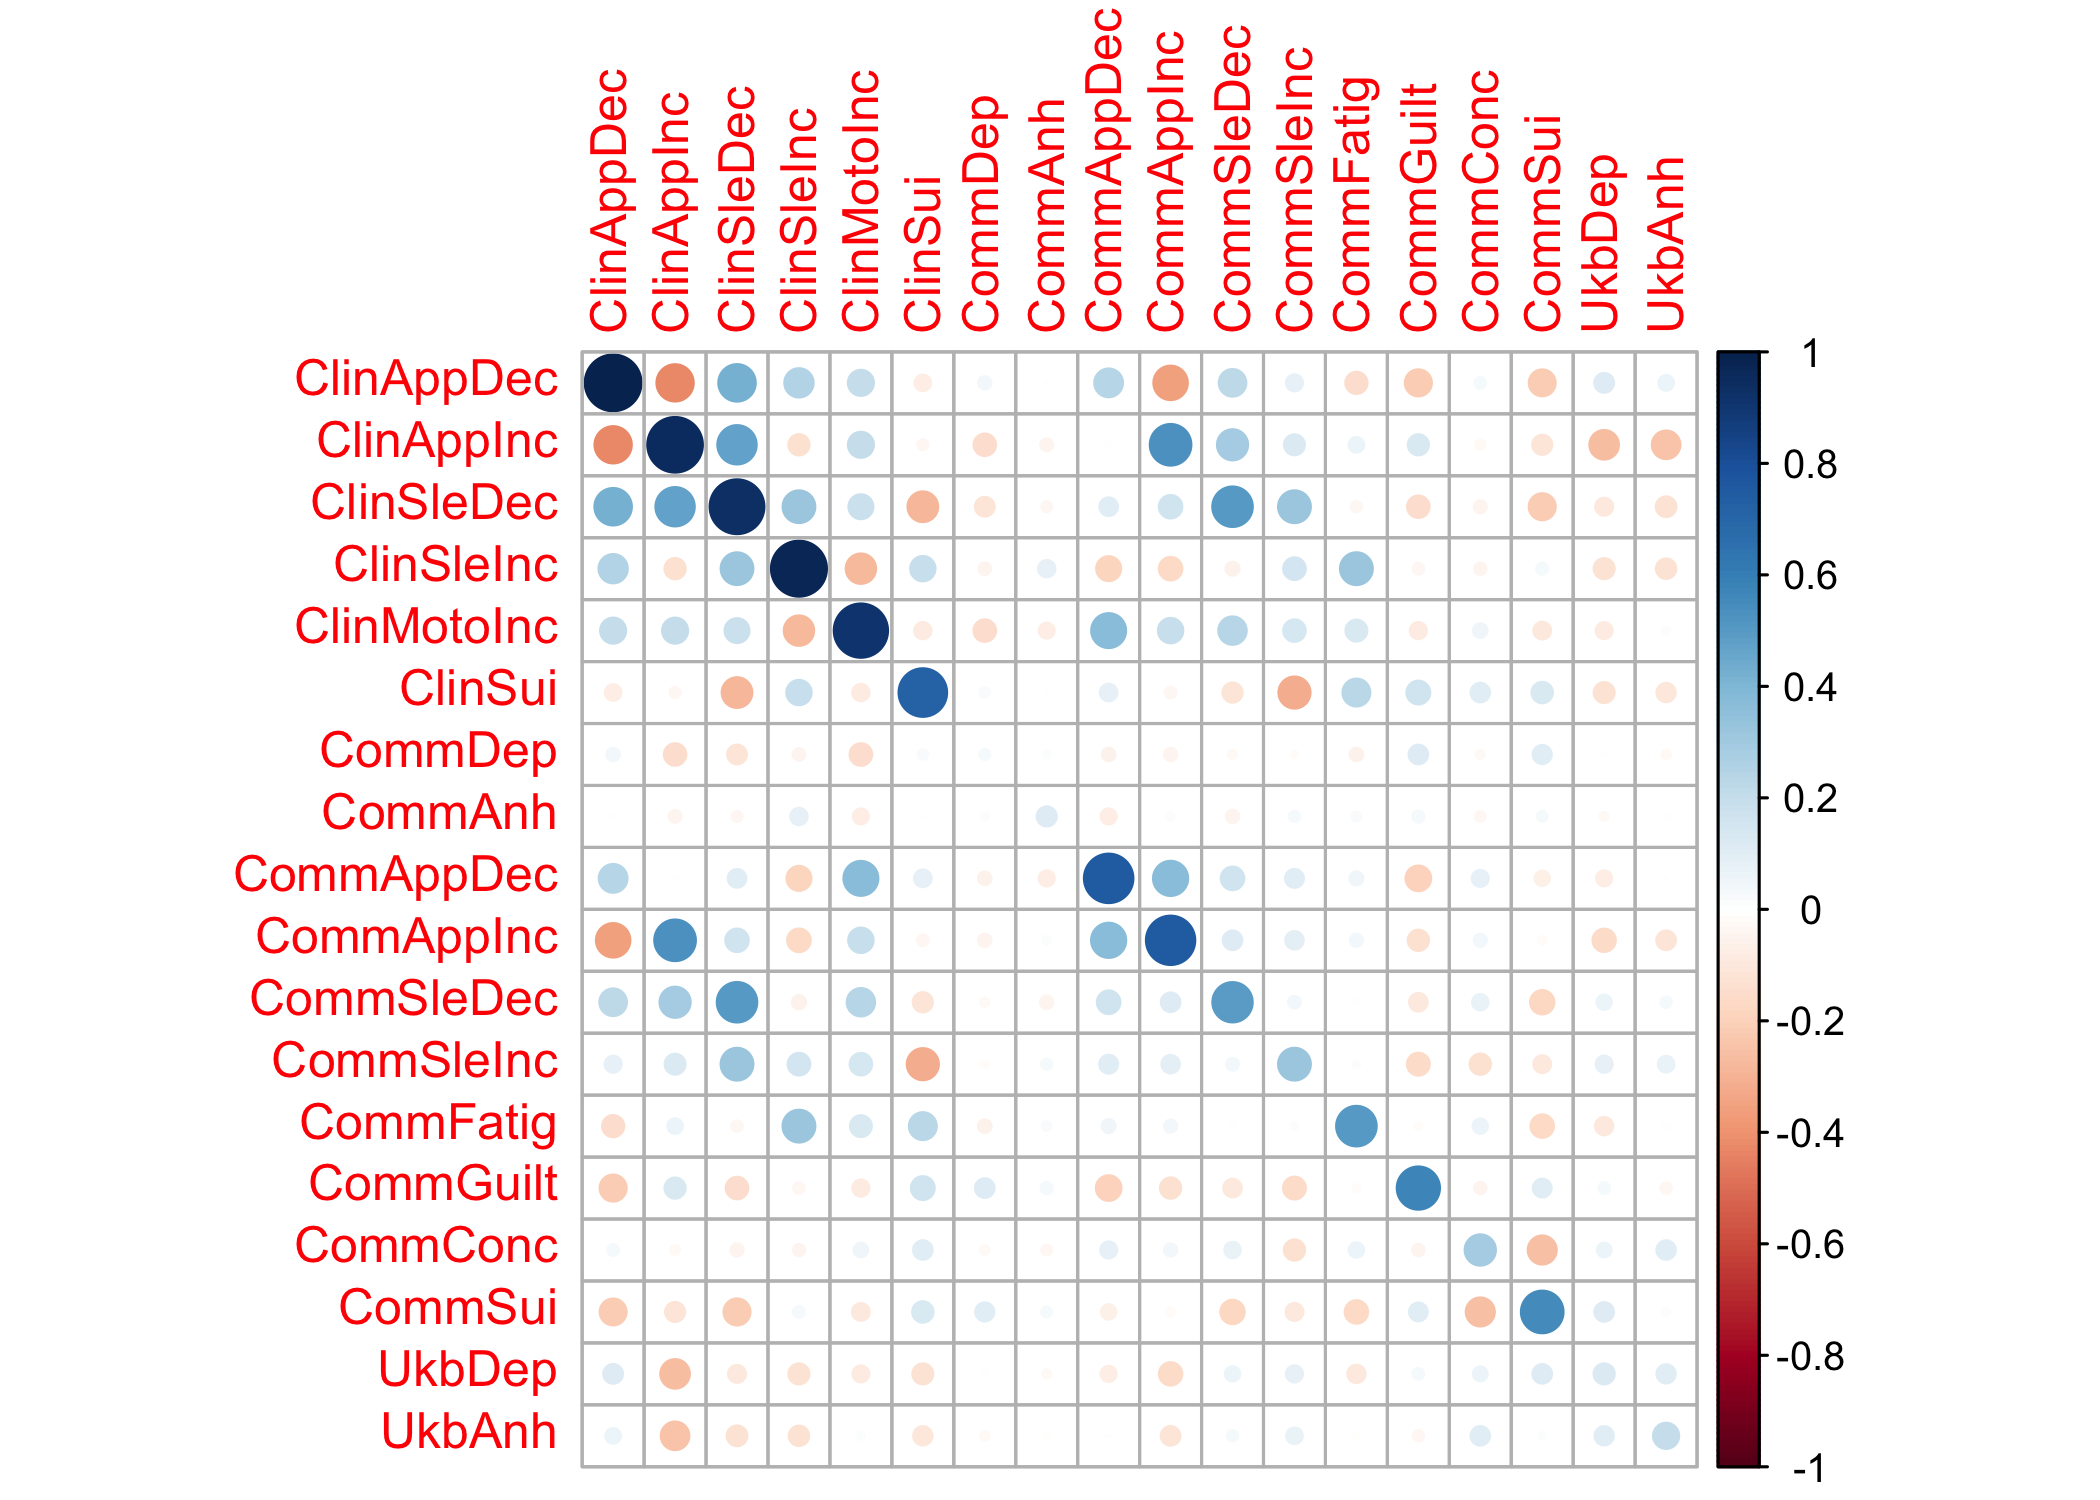 ClinAppDec
ClinAppInc
ClinSleDec
ClinSleInc
ClinMotoInc
ClinSui
CommDep
CommAnh
CommAppDec
CommAppInc
CommSleDec
CommSleInc
CommFatig
CommGuilt
CommConc
CommSui
UkbDep
UkbAnh
ClinAppDec
ClinAppInc
ClinSleDec
ClinSleInc
ClinMotoInc
ClinSui
CommDep
CommAnh
CommAppDec
CommAppInc
CommSleDec
CommSleInc
CommFatig
CommGuilt
CommConc
CommSui
UkbDep
UkbAnh
1
0.8
0.6
0.4
0.2
0
-0.2
-0.4
-0.6
-0.8
-1